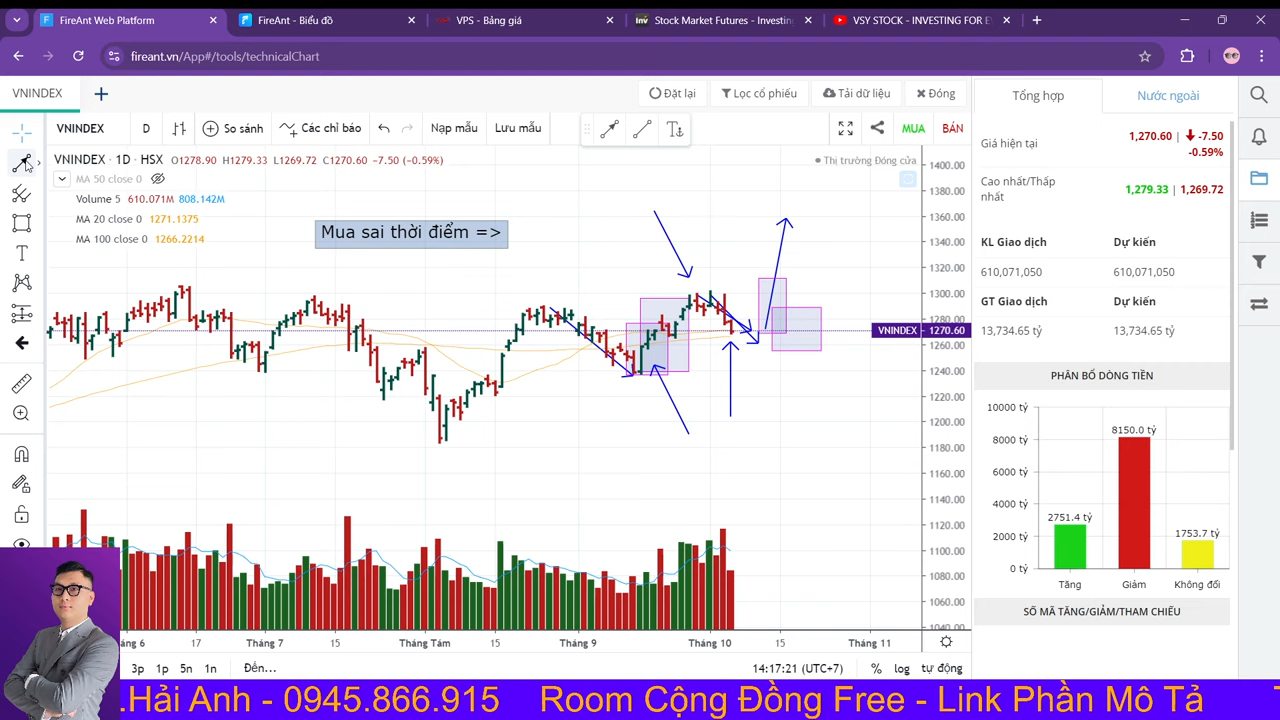 FireAnt Web Platform
FireAnt - Biểu đồ
VPS - Bảng giá
Stock Market Futures - Investin
VSY STOCK - INVESTING FOR E
fireant.vn/App#/tools/technicalChart
VNINDEX
Đặt lại
Lọc cổ phiếu
Tải dữ liệu
Đóng
Tổng hợp
Nước ngoài
VNINDEX
D
So sánh
Các chỉ báo
Nạp mẫu
Lưu mẫu
MUA
BÁN
VNINDEX · 1D · HSX O1278.90 H1279.33 L1269.72 C1270.60 -7.50 (-0.59%)
Thị trường Đóng cửa
MA 50 close 0
Volume 5 610.071M 808.142M
MA 20 close 0 1271.1375
MA 100 close 0 1266.2214
Mua sai thời điểm =>
1400.00
1380.00
1360.00
1340.00
1320.00
1300.00
1280.00
VNINDEX 1270.60
1260.00
1240.00
1220.00
1200.00
1180.00
1160.00
1140.00
1120.00
1100.00
1080.00
1060.00
1040.00
Giá hiện tại 1,270.60 -7.50
-0.59%
Cao nhất/Thấp nhất 1,279.33 | 1,269.72
KL Giao dịch Dự kiến
610,071,050 610,071,050
GT Giao dịch Dự kiến
13,734.65 tỷ 13,734.65 tỷ
PHÂN BỔ DÒNG TIỀN
10000 tỷ
8000 tỷ
6000 tỷ
4000 tỷ
2000 tỷ
0 tỷ
2751.4 tỷ
8150.0 tỷ
1753.7 tỷ
Tăng Giảm Không đổi
SỐ MÃ TĂNG/GIẢM/THAM CHIẾU
áng 6 17 Tháng 7 15 Tháng Tám 15 Tháng 9 Tháng 10 15 Tháng 11
3p 1p 5n 1n Đến...
14:17:21 (UTC+7) % log tự động
.Hải Anh - 0945.866.915 Room Cộng Đồng Free - Link Phần Mô Tả